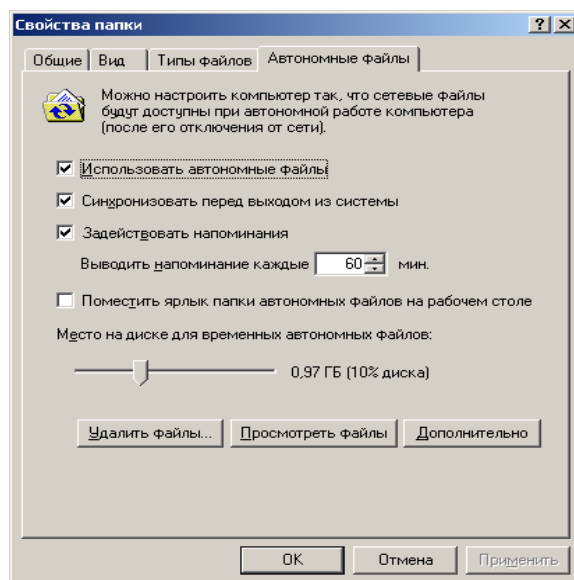 Свойства папки
Общие Вид Типы файлов Автономные файлы
Можно настроить компьютер так, что сетевые файлы
будут доступны при автономной работе компьютера
(после его отключения от сети).
Использовать автономные файлы
Синхронизовать перед выходом из системы
Задействовать напоминания
Выводить напоминание каждые 60 мин.
Поместить ярлык папки автономных файлов на рабочем столе
Место на диске для временных автономных файлов:
0,97 ГБ (10% диска)
Удалить файлы... Просмотреть файлы Дополнительно
OK Отмена Применить